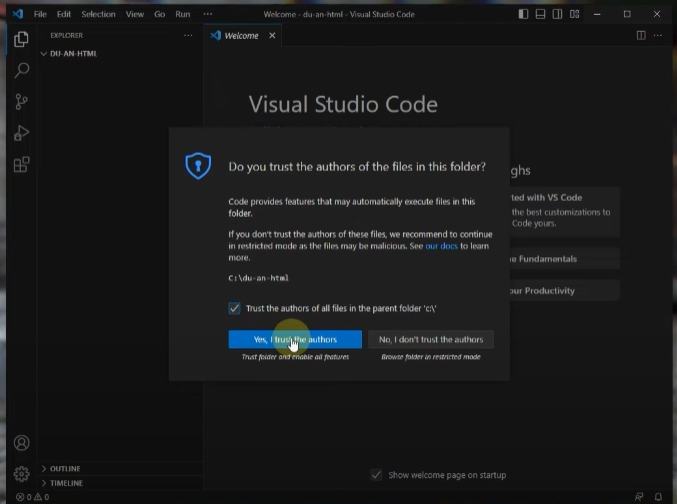 File Edit Selection View Go Run ···
Welcome - du-an-html - Visual Studio Code
EXPLORER
DU-AN-HTML
Welcome
Visual Studio Code
Do you trust the authors of the files in this folder?
Code provides features that may automatically execute files in this
folder.
If you don't trust the authors of these files, we recommend to continue
in restricted mode as the files may be malicious. See our docs to learn
more.
C:\du-an-html
Trust the authors of all files in the parent folder 'c:\'
Yes, I trust the authors
No, I don't trust the authors
Trust folder and enable all features
Browse folder in restricted mode
ghs
ted with VS Code
the best customizations to
Code yours.
e Fundamentals
our Productivity
OUTLINE
TIMELINE
Show welcome page on startup
0 0